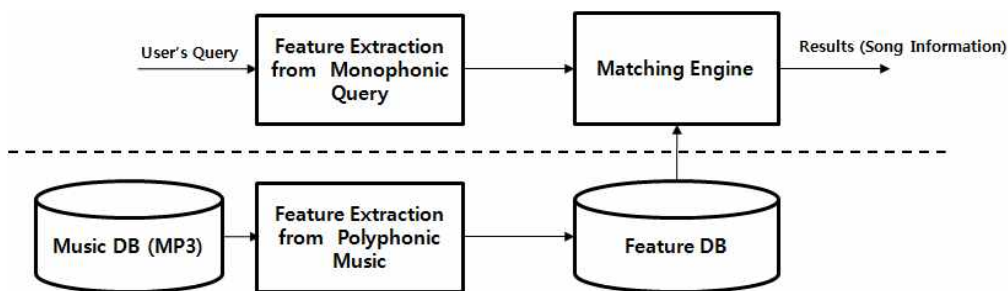 User's Query
Feature Extraction
from Monophonic
Query
Matching Engine
Results (Song Information)
Music DB (MP3)
Feature Extraction
from Polyphonic
Music
Feature DB